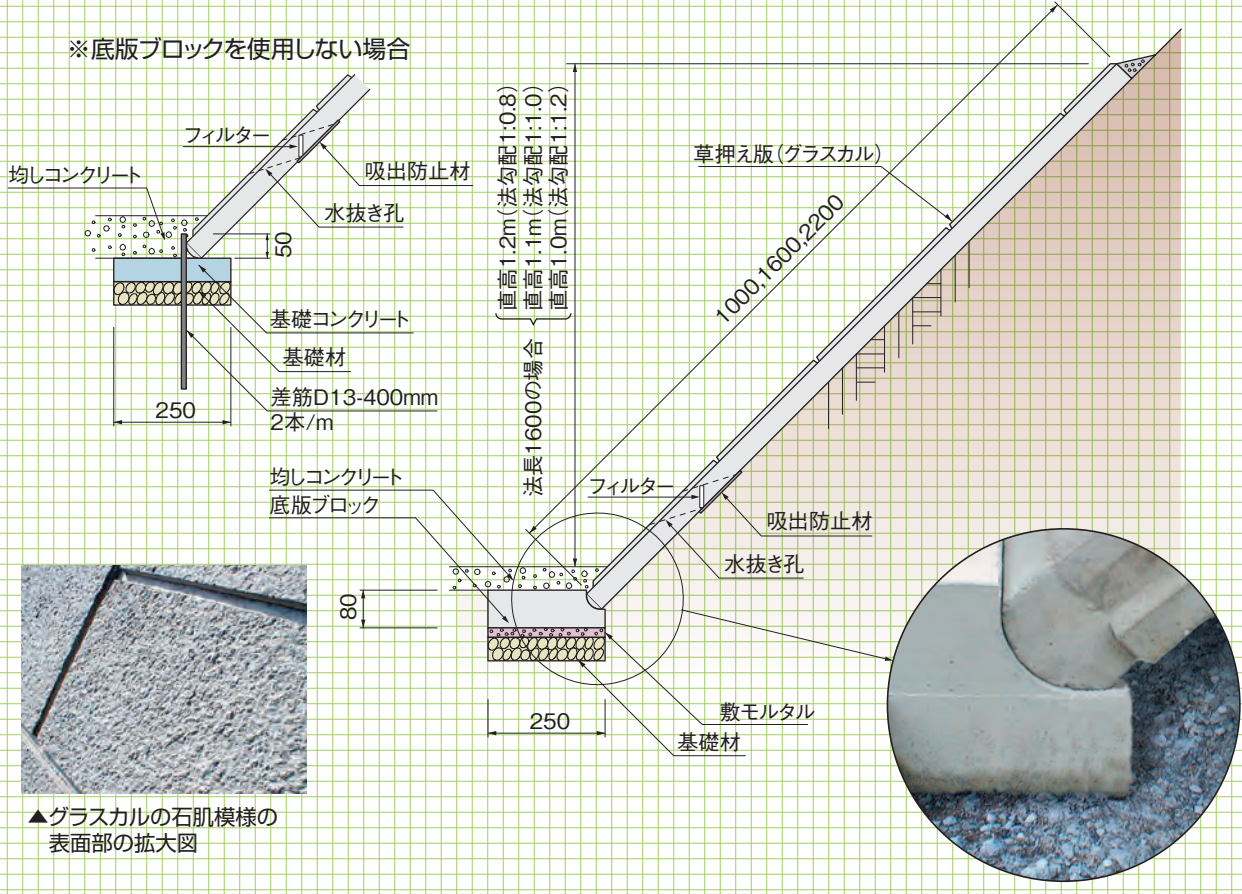 ※底版ブロックを使用しない場合
フィルター
均しコンクリート
吸出防止材
水抜き孔
50
基礎コンクリート
基礎材
差筋D13-400mm
2本/m
250
直高1.2m(法勾配1:0.8)
直高1.1m(法勾配1:1.0)
直高1.0m(法勾配1:1.2)
法長1600の場合
1000,1600,2200
草押え版(グラスカル)
均しコンクリート
底版ブロック
フィルター
吸出防止材
水抜き孔
80
250
敷モルタル
基礎材
▲グラスカルの石肌模様の
表面部の拡大図